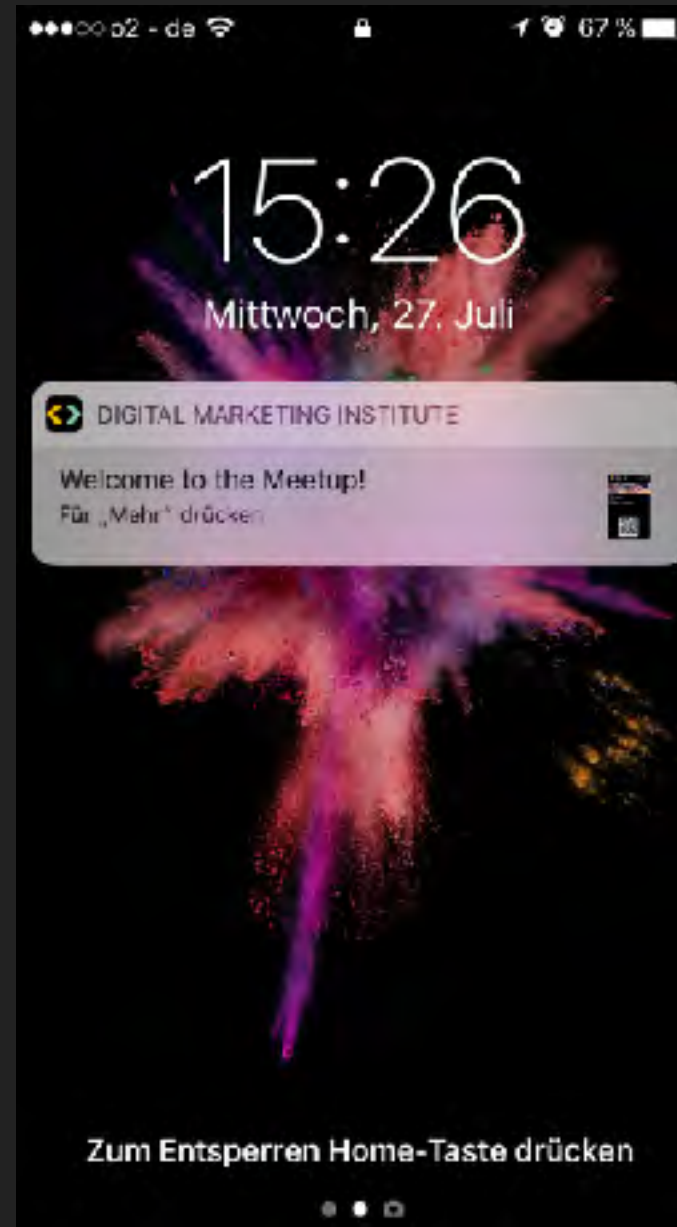 o2 - de 67 %
15:26
Mittwoch, 27. Juli
DIGITAL MARKETING INSTITUTE
Welcome to the Meetup!
Für „Mehr“ drücken
Zum Entsperren Home-Taste drücken